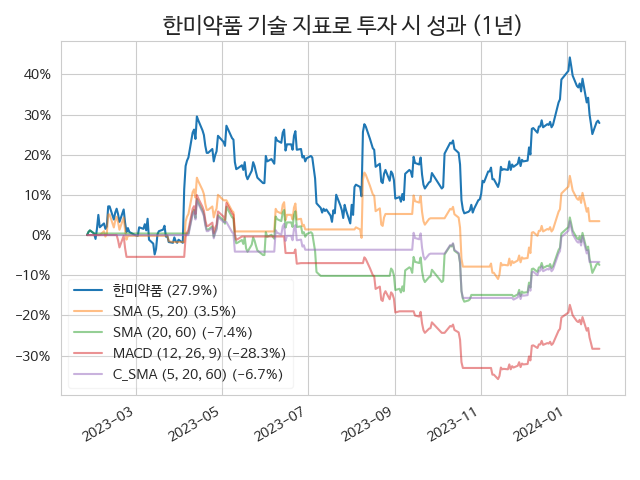 한미약품 기술 지표로 투자 시 성과 (1년)
40%
30%
20%
10%
0%
−10%
−20%
−30%
한미약품 (27.9%)
SMA (5, 20) (3.5%)
SMA (20, 60) (−7.4%)
MACD (12, 26, 9) (−28.3%)
C_SMA (5, 20, 60) (−6.7%)
2023−03
2023−05
2023−07
2023−09
2023−11
2024−01